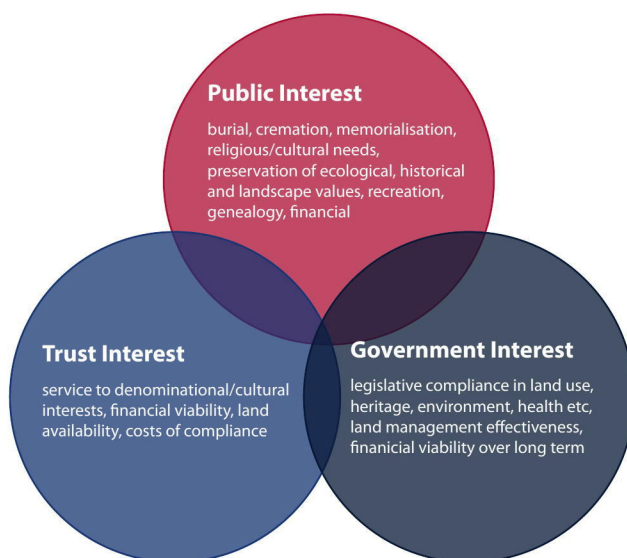 Public Interest
burial, cremation, memorialisation,
religious/cultural needs,
preservation of ecological, historical
and landscape values, recreation,
genealogy, financial
Trust Interest
service to denominational/cultural
interests, financial viability, land
availability, costs of compliance
Government Interest
legislative compliance in land use,
heritage, environment, health etc,
land management effectiveness,
finanicial viability over long term